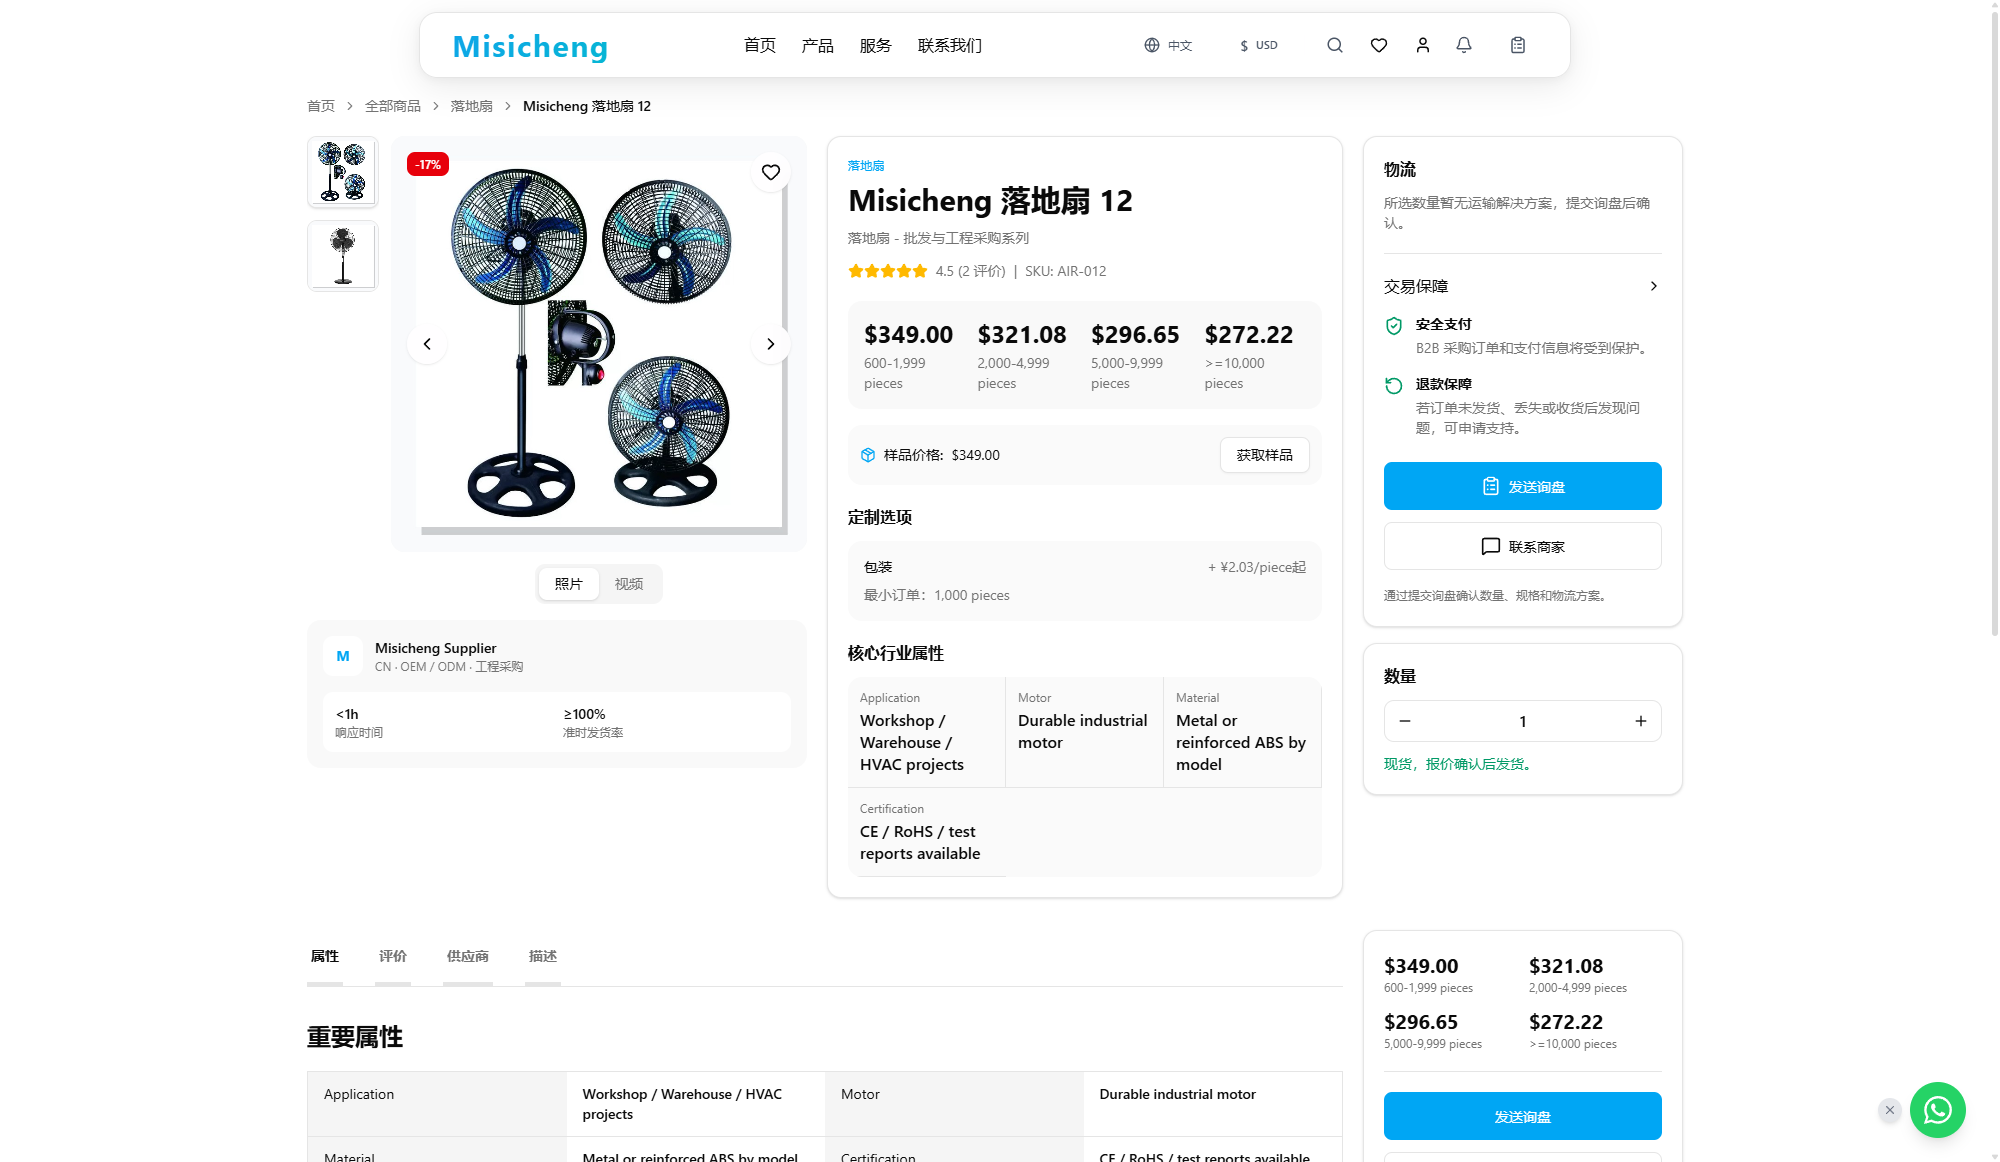 Misicheng
首页 产品 服务 联系我们
中文
$ USD
首页 > 全部商品 > 落地扇 > Misicheng 落地扇 12
-17%
照片 视频
M
Misicheng Supplier
CN · OEM / ODM · 工程采购
<1h ≥100%
响应时间 准时发货率
落地扇
Misicheng 落地扇 12
落地扇 - 批发与工程采购系列
4.5 (2 评价) | SKU: AIR-012
$349.00 $321.08 $296.65 $272.22
600-1,999 pieces 2,000-4,999 pieces 5,000-9,999 pieces >=10,000 pieces
样品价格: $349.00 获取样品
定制选项
包装 + ¥2.03/piece起
最小订单：1,000 pieces
核心行业属性
Application
Workshop /
Warehouse /
HVAC projects
Motor
Durable industrial
motor
Material
Metal or
reinforced ABS by
model
Certification
CE / RoHS / test
reports available
物流
所选数量暂无运输解决方案，提交询盘后确
认。
交易保障
安全支付
B2B 采购订单和支付信息将受到保护。
退款保障
若订单未发货、丢失或收货后发现问
题，可申请支持。
发送询盘
联系商家
通过提交询盘确认数量、规格和物流方案。
数量
− 1 +
现货，报价确认后发货。
属性 评价 供应商 描述
重要属性
Application Workshop / Warehouse / HVAC
projects
Motor Durable industrial motor
Material Metal or reinforced ABS by model Certification CE / RoHS / test reports available
$349.00 $321.08
600-1,999 pieces 2,000-4,999 pieces
$296.65 $272.22
5,000-9,999 pieces >=10,000 pieces
发送询盘